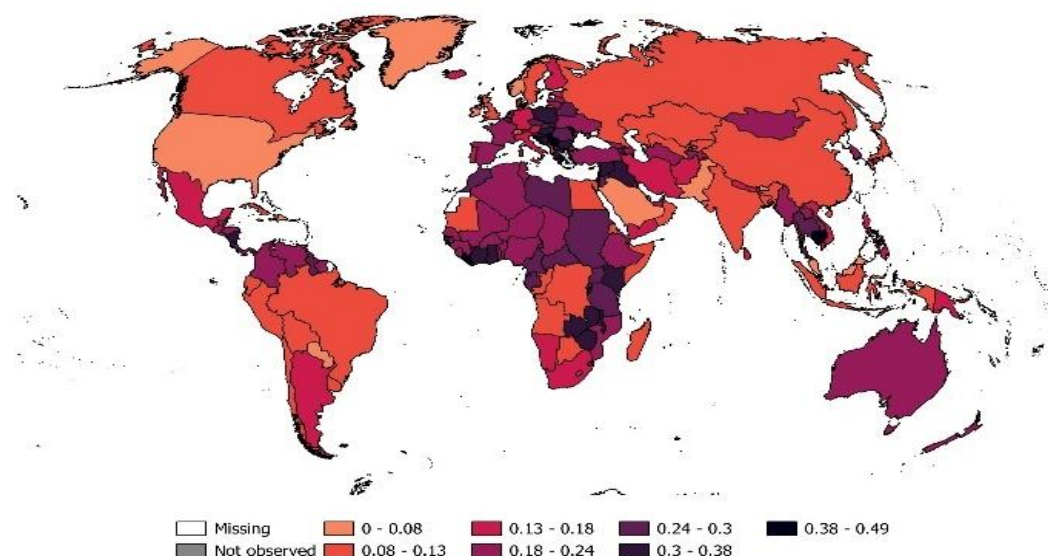 Missing 0 - 0.08 0.13 - 0.18 0.24 - 0.3 0.38 - 0.49
Not observed 0.08 - 0.13 0.18 - 0.24 0.3 - 0.38